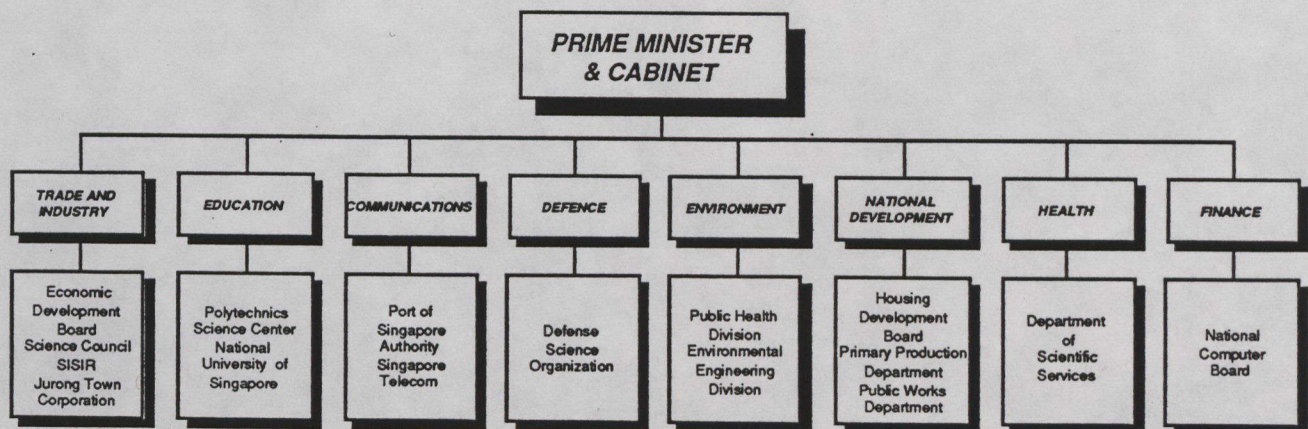 PRIME MINISTER
& CABINET
TRADE AND
INDUSTRY
EDUCATION
COMMUNICATIONS
DEFENCE
ENVIRONMENT
NATIONAL
DEVELOPMENT
HEALTH
FINANCE
Economic
Development
Board
Science Council
SISIR
Jurong Town
Corporation
Polytechnics
Science Center
National
University of
Singapore
Port of
Singapore
Authority
Singapore
Telecom
Defense
Science
Organization
Public Health
Division
Environmental
Engineering
Division
Housing
Development
Board
Primary Production
Department
Public Works
Department
Department
of
Scientific
Services
National
Computer
Board